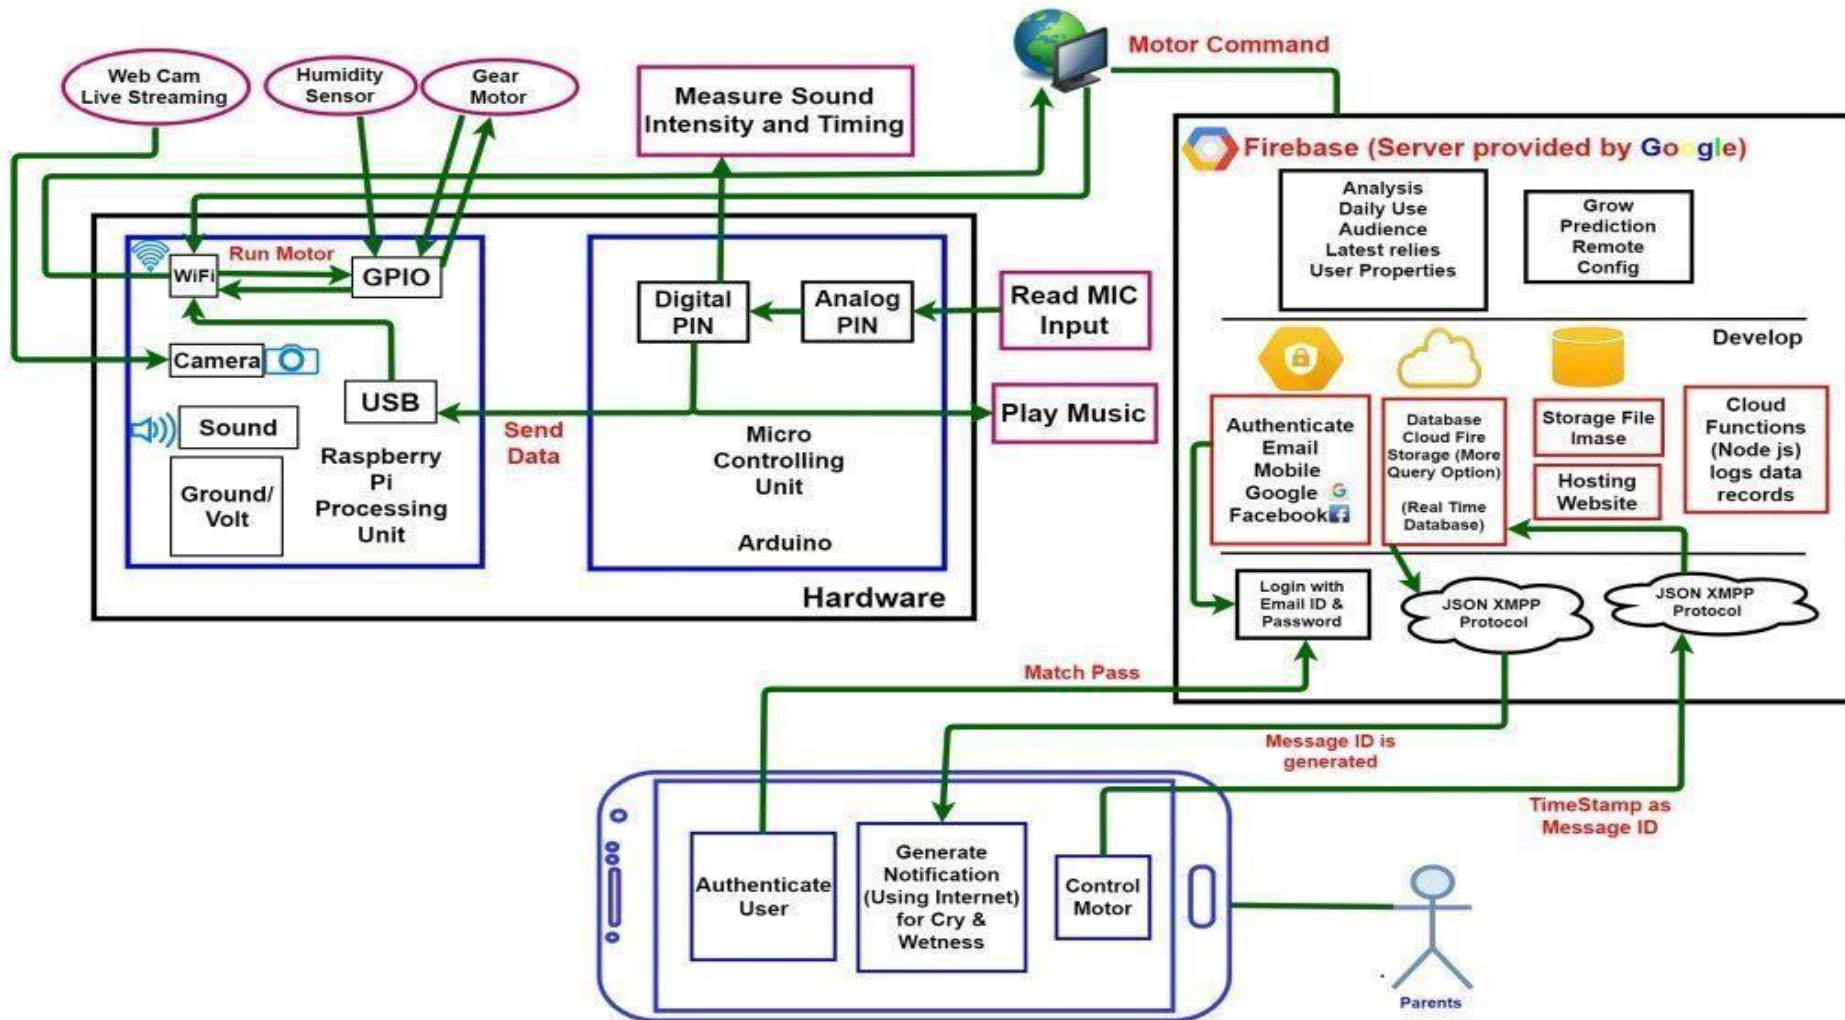 Web Cam
Live Streaming
Humidity
Sensor
Gear
Motor
Measure Sound
Intensity and Timing
Motor Command
WiFi
Run Motor
GPIO
Camera
USB
Sound
Ground/
Volt
Raspberry
Pi
Processing
Unit
Send
Data
Digital
PIN
Analog
PIN
Micro
Controlling
Unit
Arduino
Hardware
Read MIC
Input
Play Music
Firebase (Server provided by Google)
Analysis
Daily Use
Audience
Latest relies
User Properties
Grow
Prediction
Remote
Config
Develop
Authenticate
Email
Mobile
Google G
Facebook f
Database
Cloud Fire
Storage (More
Query Option)
(Real Time
Database)
Storage File
Imase
Hosting
Website
Cloud
Functions
(Node js)
logs data
records
Login with
Email ID &
Password
JSON XMPP
Protocol
JSON XMPP
Protocol
Match Pass
Message ID is
generated
TimeStamp as
Message ID
Authenticate
User
Generate
Notification
(Using Internet)
for Cry &
Wetness
Control
Motor
Parents